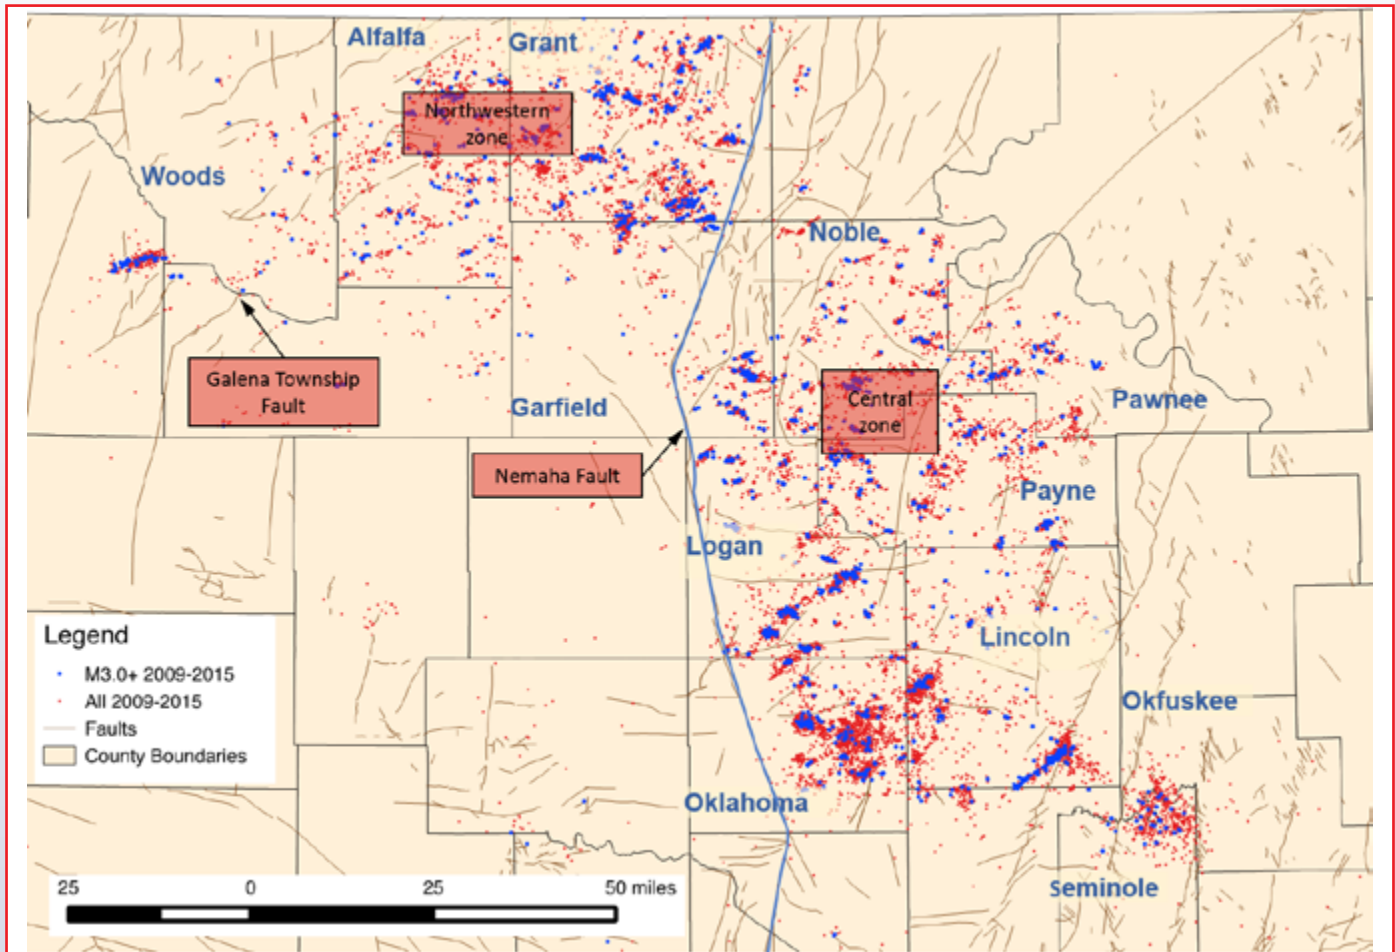 Alfalfa
Grant
Northwestern
zone
Woods
Noble
Galena Township
Fault
Garfield
Central
zone
Pawnee
Nemaha Fault
Payne
Logan
Lincoln
Legend
M3.0+ 2009-2015
All 2009-2015
Faults
County Boundaries
Okfuskee
Oklahoma
Seminole
25 0 25 50 miles